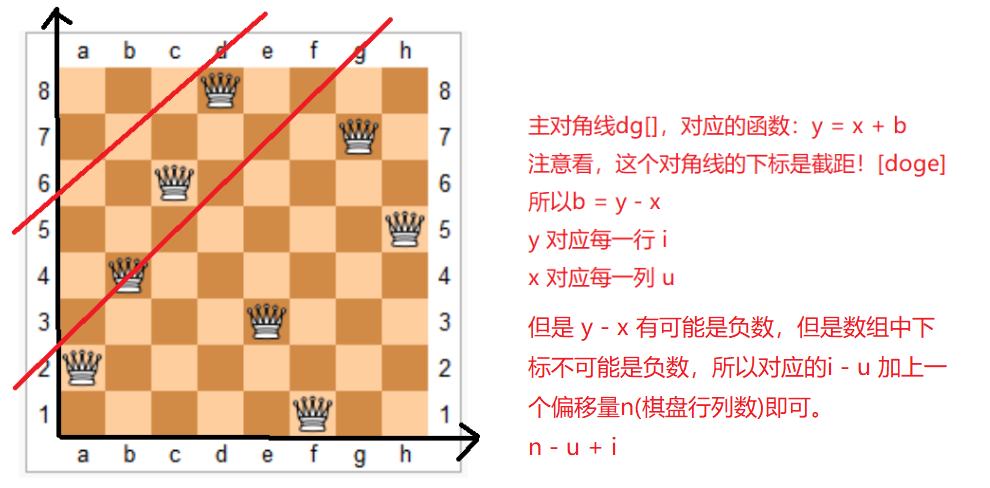 a b c d e f g h
8 8
7 7
6 6
5 5
4 4
3 3
2 2
1 1
a b c d e f g h
主对角线dg[]，对应的函数：y = x + b
注意看，这个对角线的下标是截距！[doge]
所以b = y - x
y 对应每一行 i
x 对应每一列 u
但是 y - x 有可能是负数，但是数组中下
标不可能是负数，所以对应的i - u 加上一
个偏移量n(棋盘行列数)即可。
n - u + i